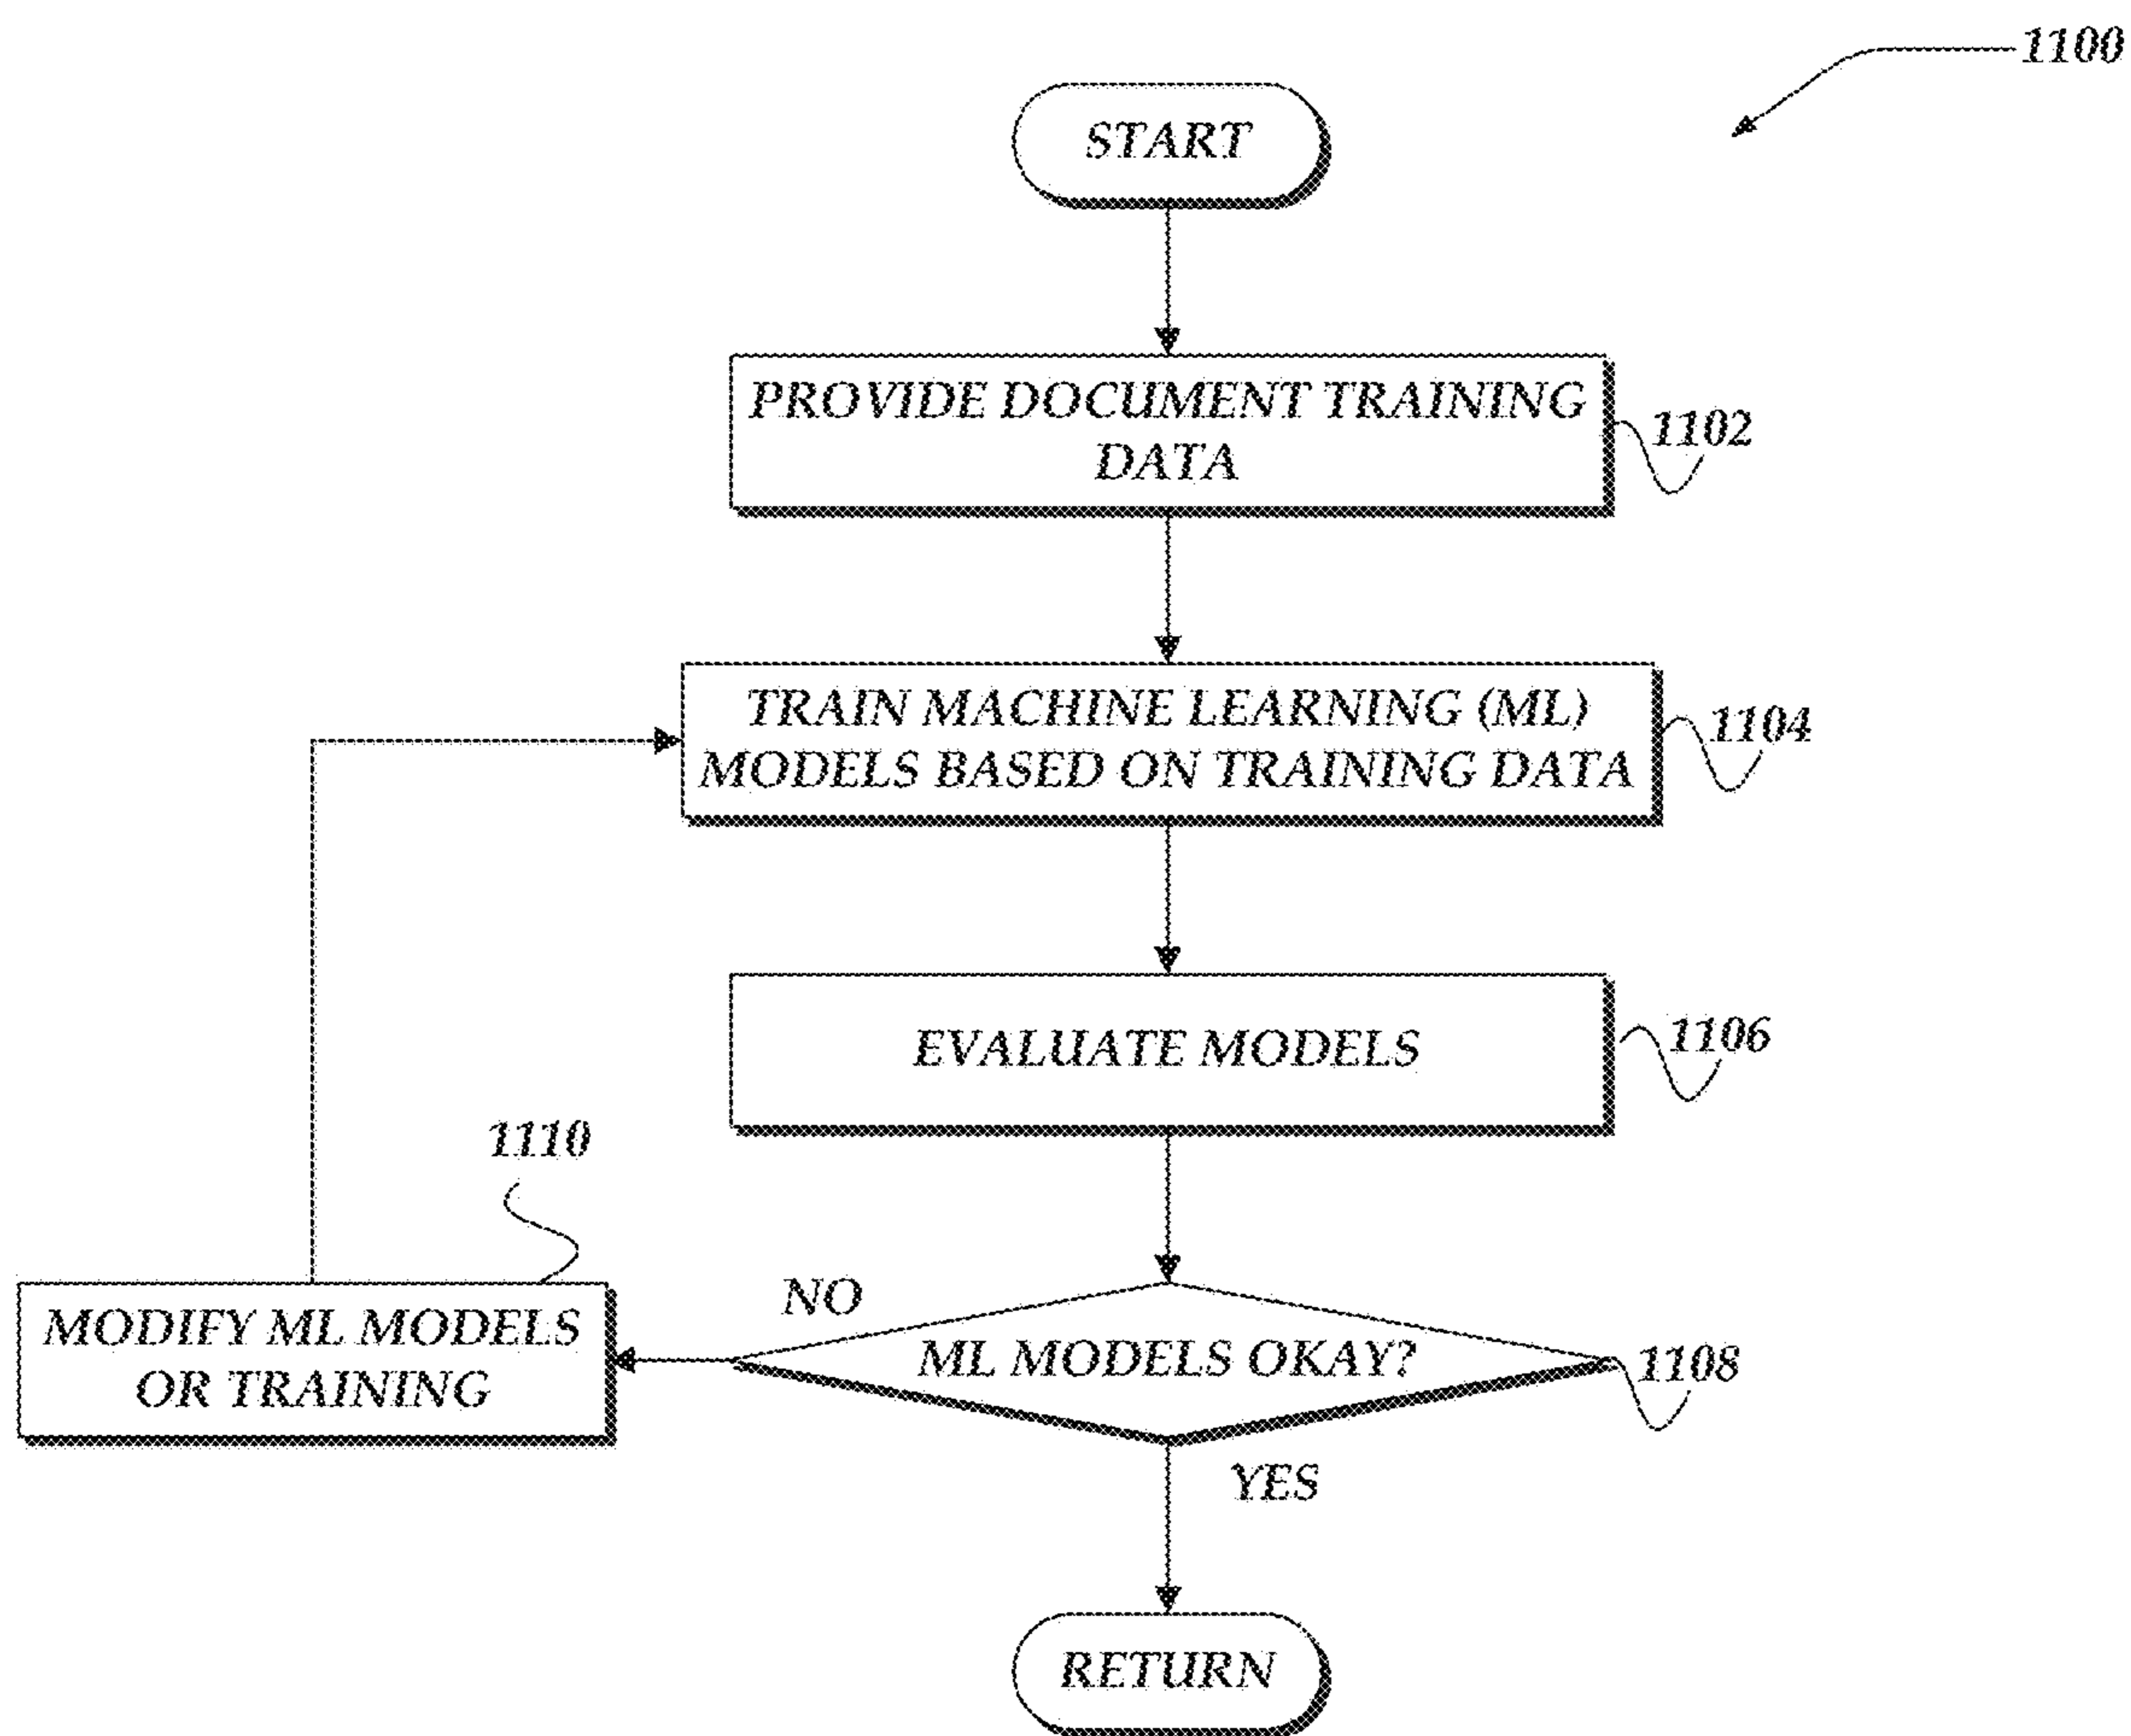 1100
START
PROVIDE DOCUMENT TRAINING
DATA
1102
TRAIN MACHINE LEARNING (ML)
MODELS BASED ON TRAINING DATA
1104
EVALUATE MODELS
1106
1110
NO
MODIFY ML MODELS
OR TRAINING
ML MODELS OKAY?
1108
YES
RETURN